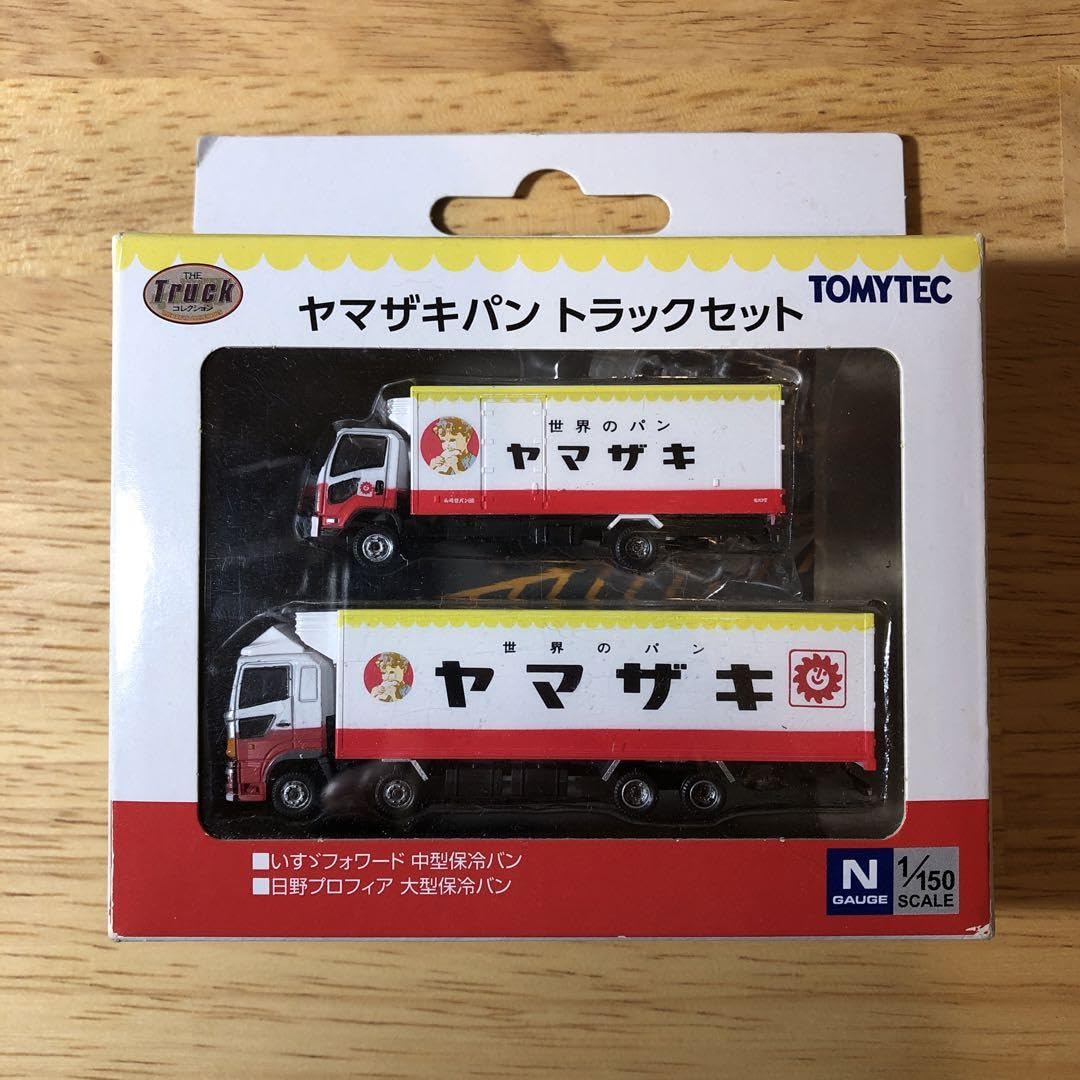 THE
Truck
コレクション
ヤマザキパン トラックセット
TOMYTEC
世界のパン
ヤマザキ
世界のパン
ヤマザキ
■いすゞフォワード 中型保冷バン
■日野プロフィア 大型保冷バン
N
GAUGE
1/150
SCALE